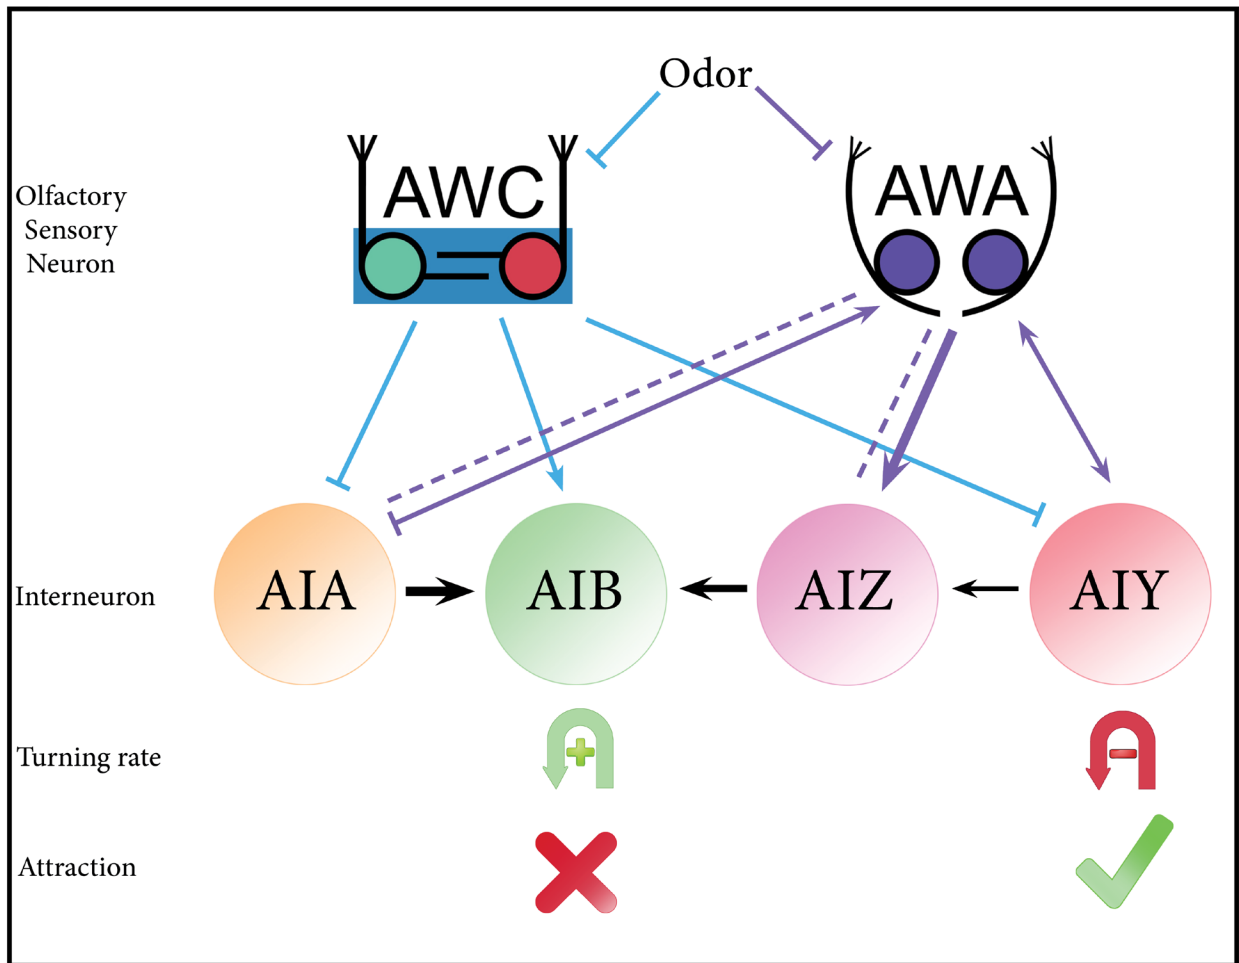 Odor
AWC
AWA
Olfactory
Sensory
Neuron
Interneuron
AIA
AIB
AIZ
AIY
Turning rate
Attraction